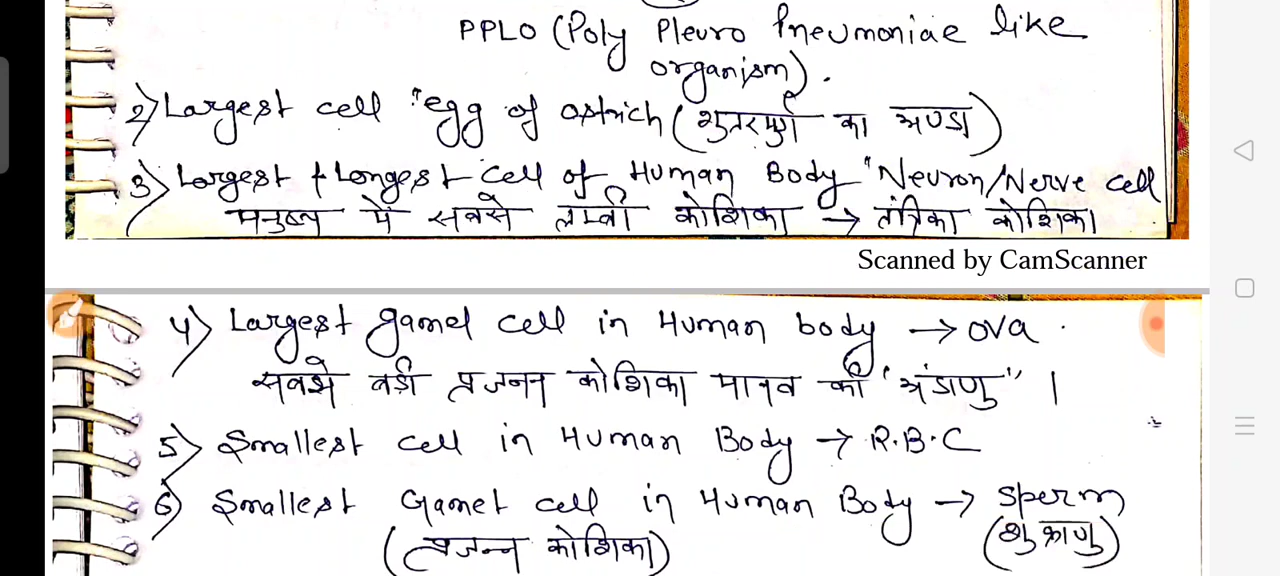 PPLO (Poly Pleuro Pneumoniae like
organism).
2) Largest cell "egg of ostrich (शुतरमुर्ग का अण्डा)
3) Largest + Longest cell of Human Body "Neuron/Nerve cell
मनुष्य में सबसे लम्बी कोशिका → तंत्रिका कोशिका
Scanned by CamScanner
4) Largest gamet cell in Human body → ova.
सबसे बड़ी प्रजनन कोशिका मानव की "अंडाणु" |
5) Smallest cell in Human Body → R.B.C
6) Smallest Gamet cell in Human Body → Sperm
(प्रजन्न कोशिका) (शुक्राणु)